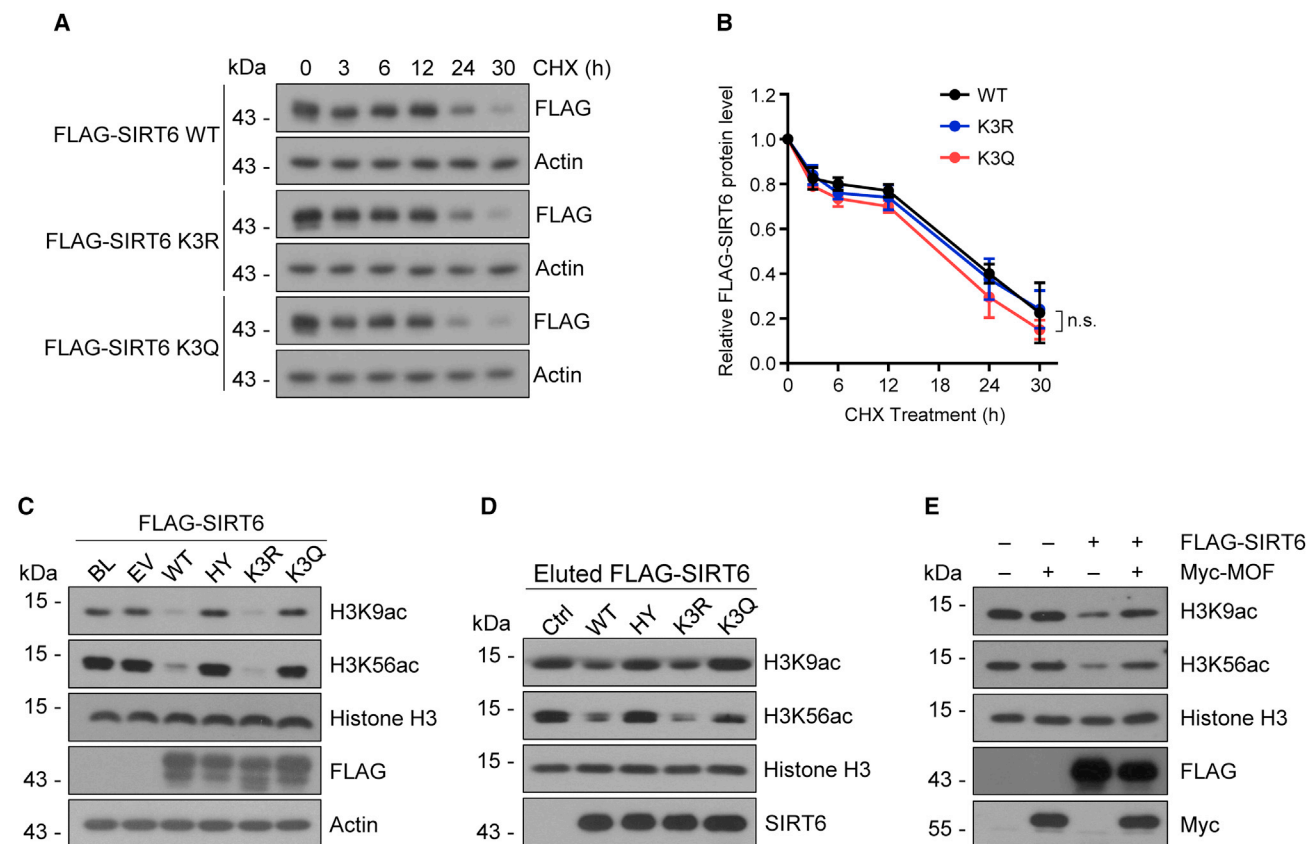 A
kDa 0 3 6 12 24 30 CHX (h)
FLAG-SIRT6 WT
43 - FLAG
43 - Actin
FLAG-SIRT6 K3R
43 - FLAG
43 - Actin
FLAG-SIRT6 K3Q
43 - FLAG
43 - Actin
B
Relative FLAG-SIRT6 protein level
1.2
1.0
0.8
0.6
0.4
0.2
0.0
WT
K3R
K3Q
n.s.
0 6 12 18 24 30
CHX Treatment (h)
C
FLAG-SIRT6
kDa BL EV WT HY K3R K3Q
15 - H3K9ac
15 - H3K56ac
15 - Histone H3
43 - FLAG
43 - Actin
D
Eluted FLAG-SIRT6
kDa Ctrl WT HY K3R K3Q
15 - H3K9ac
15 - H3K56ac
15 - Histone H3
43 - SIRT6
E
– – + + FLAG-SIRT6
kDa – + – + Myc-MOF
15 - H3K9ac
15 - H3K56ac
15 - Histone H3
43 - FLAG
55 - Myc